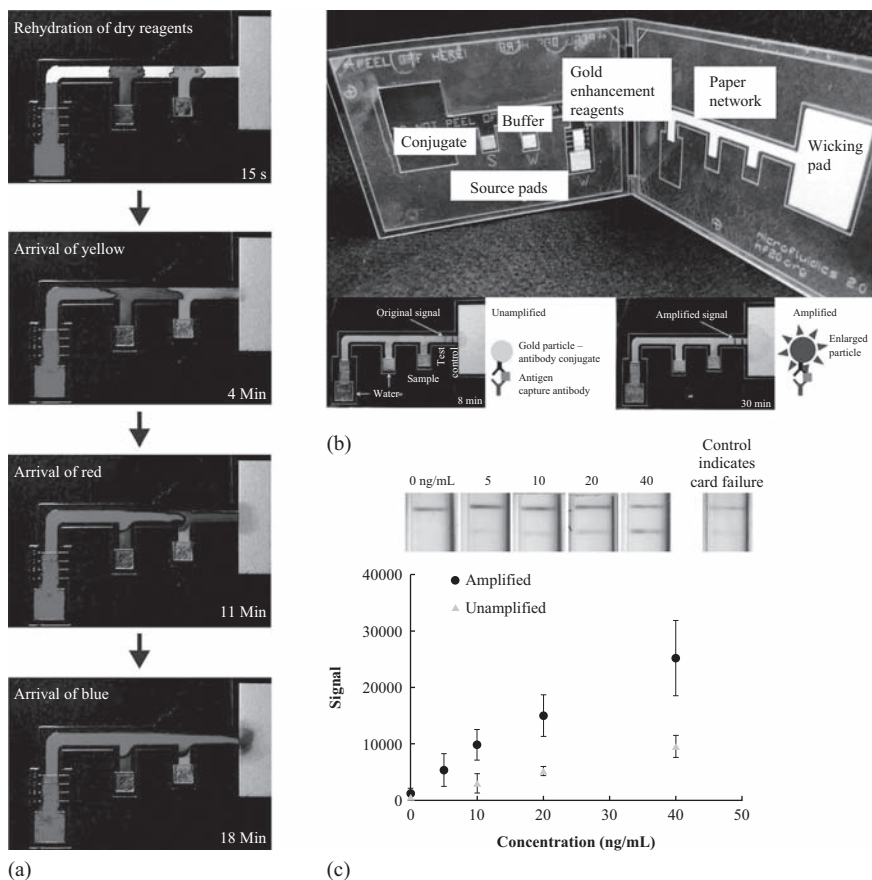 Rehydration of dry reagents
15 s
Arrival of yellow
4 Min
Arrival of red
11 Min
Arrival of blue
18 Min
(a)
Gold
enhancement
reagents
Paper
network
Buffer
Conjugate
Wicking
pad
Source pads
S
W
W
microfluidics 2.0
mf20.org
Original signal
Unamplified
Test
control
Gold particle –
antibody conjugate
Sample
Antigen
capture antibody
Water
8 min
Amplified signal
Amplified
Enlarged
particle
30 min
(b)
Control
indicates
card failure
0 ng/mL 5 10 20 40
40000
Amplified
Unamplified
30000
20000
10000
0
Signal
0 10 20 30 40 50
Concentration (ng/mL)
(c)